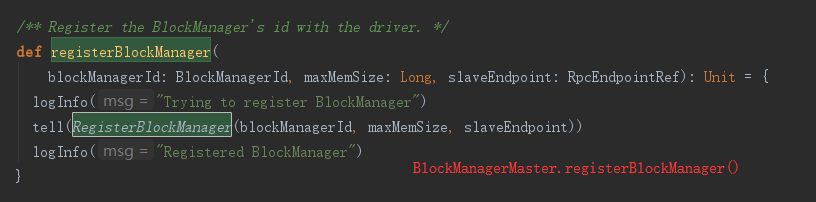 /** Register the BlockManager's id with the driver. */
def registerBlockManager(
blockManagerId: BlockManagerId, maxMemSize: Long, slaveEndpoint: RpcEndpointRef): Unit = {
logInfo( msg = "Trying to register BlockManager")
tell(RegisterBlockManager(blockManagerId, maxMemSize, slaveEndpoint))
logInfo( msg = "Registered BlockManager")
BlockManagerMaster.registerBlockManager()
}